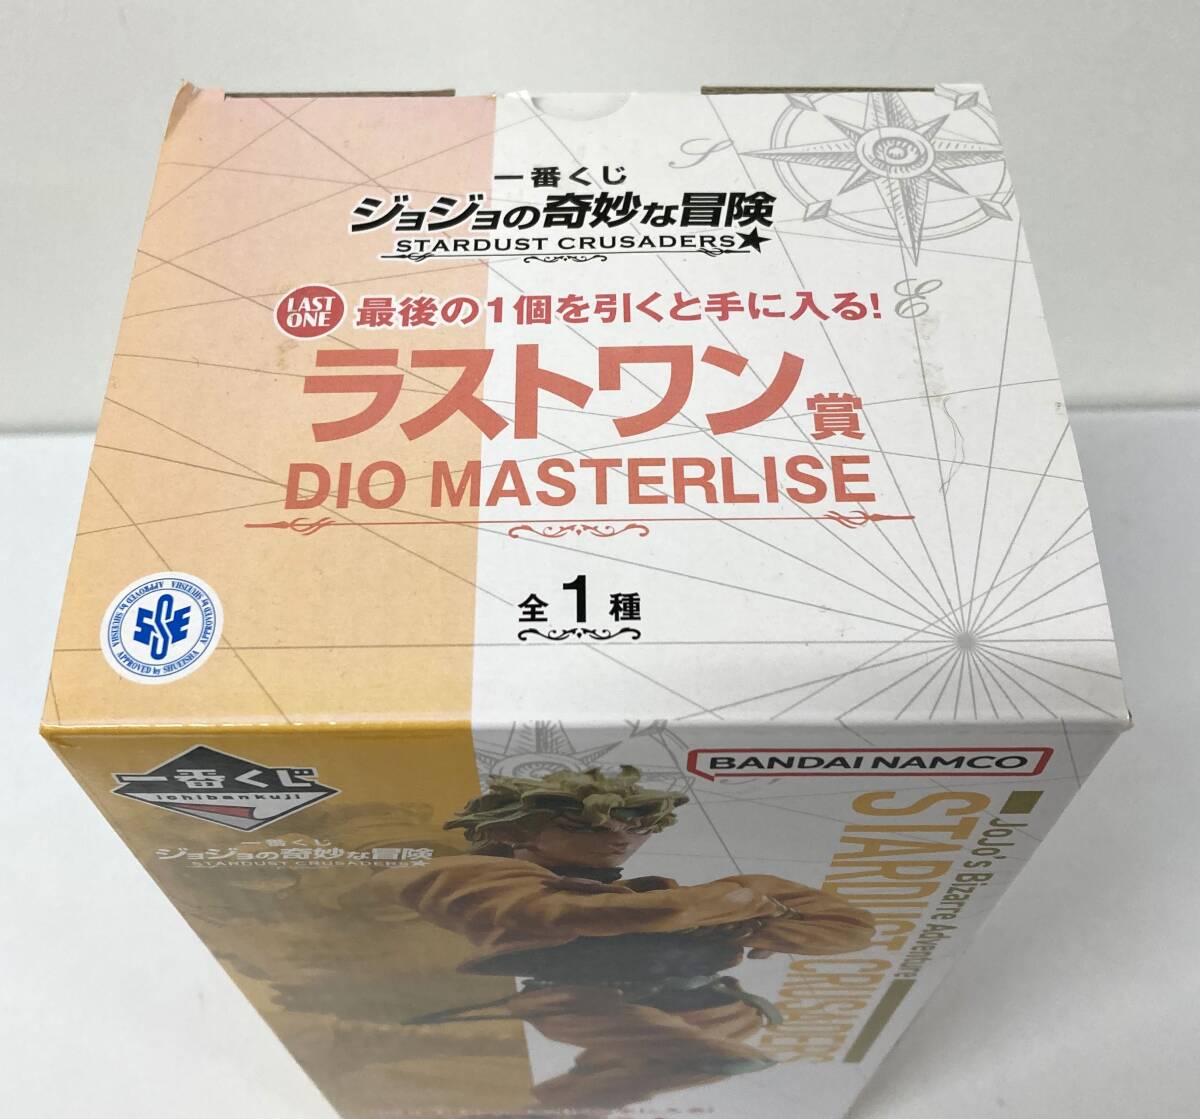 一番くじ
ジョジョの奇妙な冒険
STARDUST CRUSADERS★
LAST
ONE
最後の1個を引くと手に入る!
ラストワン賞
DIO MASTERLISE
全1種
APPROVED by SHUEISHA APPROVED by SHUEISHA
一番くじ
ichibankuji
BANDAI NAMCO
一番くじ
ジョジョの奇妙な冒険
STARDUST CRUSADERS★
JoJo's Bizarre Adventure
STARDUST CRUSADERS